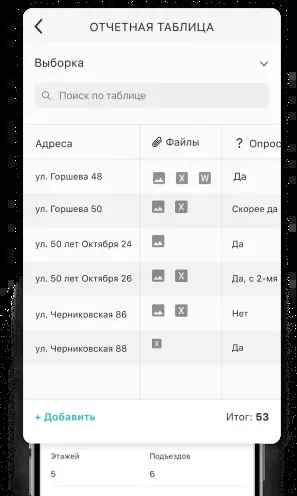 ОТЧЕТНАЯ ТАБЛИЦА
Выборка
Поиск по таблице
Адреса Файлы ? Опрос
ул. Горшева 48 X W Да
ул. Горшева 50 X Скорее да
ул. 50 лет Октября 24 Да
ул. 50 лет Октября 26 X Да, с 2-мя
ул. Черниковская 86 X Нет
ул. Черниковская 88 X Да
+ Добавить Итог: 53
Этажей Подъездов
5 6